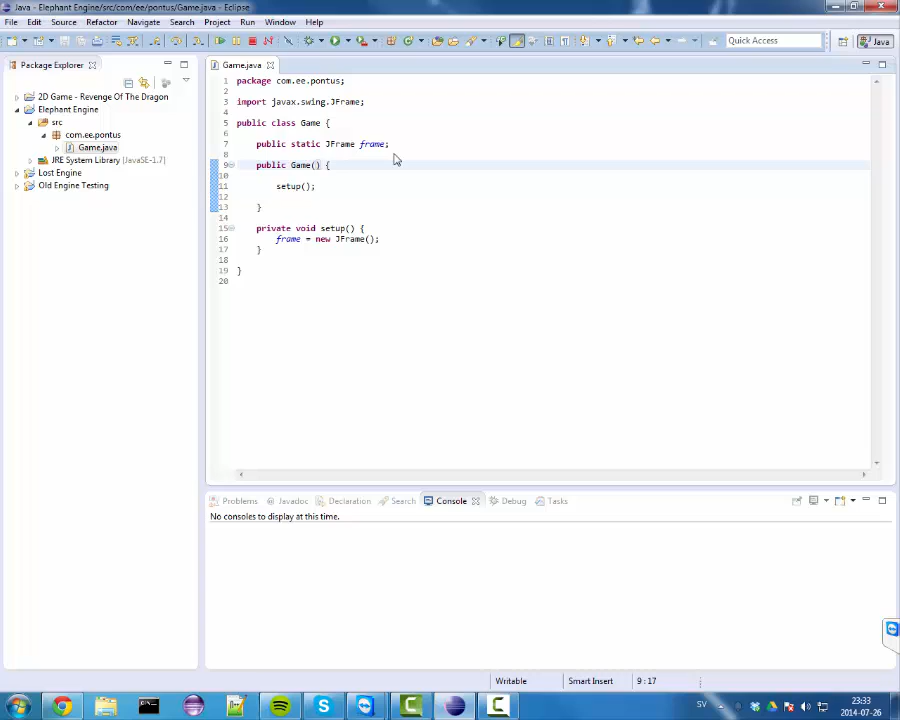 Java - Elephant Engine/src/com/ee/pontus/Game.java - Eclipse
File Edit Source Refactor Navigate Search Project Run Window Help
Quick Access
Java
Package Explorer
2D Game - Revenge Of The Dragon
Elephant Engine
src
com.ee.pontus
Game.java
JRE System Library [JavaSE-1.7]
Lost Engine
Old Engine Testing
Game.java
1 package com.ee.pontus;
2
3 import javax.swing.JFrame;
4
5 public class Game {
6
7 public static JFrame frame;
8
9 public Game() {
10
11 setup();
12
13 }
14
15 private void setup() {
16 frame = new JFrame();
17 }
18
19 }
20
Problems Javadoc Declaration Search Console Debug Tasks
No consoles to display at this time.
Writable Smart Insert 9 : 17
SV 23:33
2014-07-26